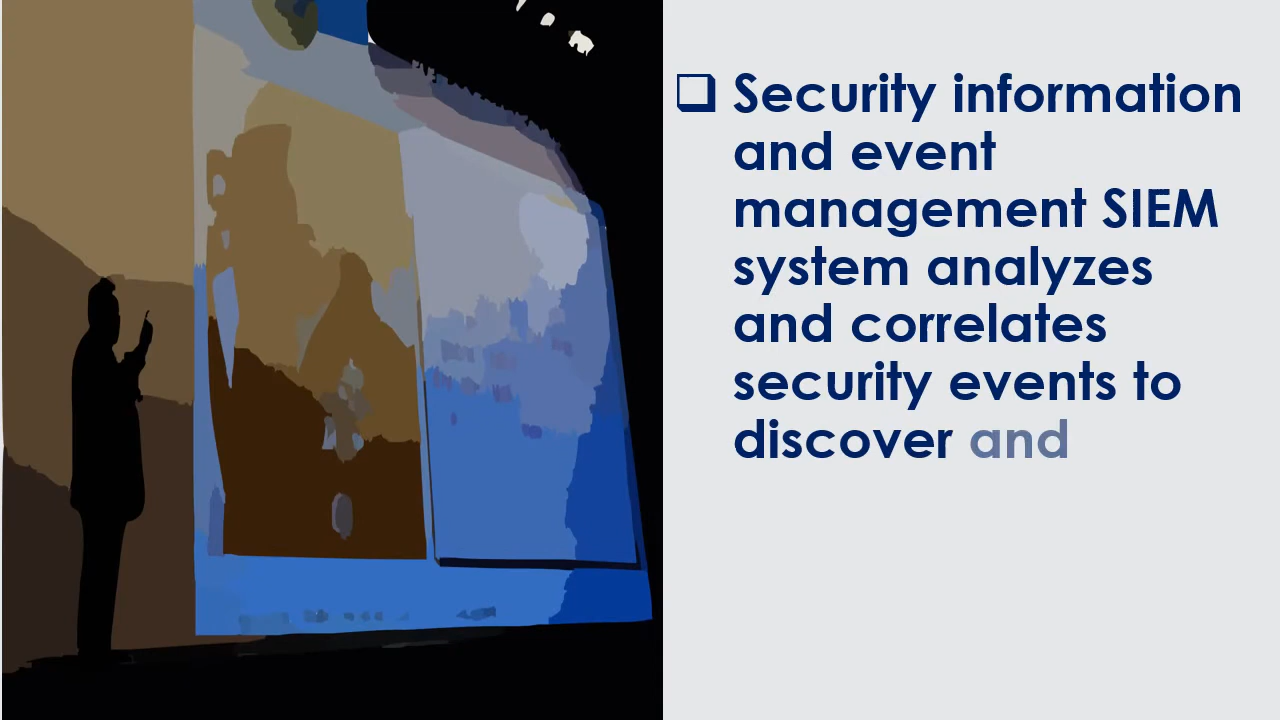 Security information
and event
management SIEM
system analyzes
and correlates
security events to
discover and